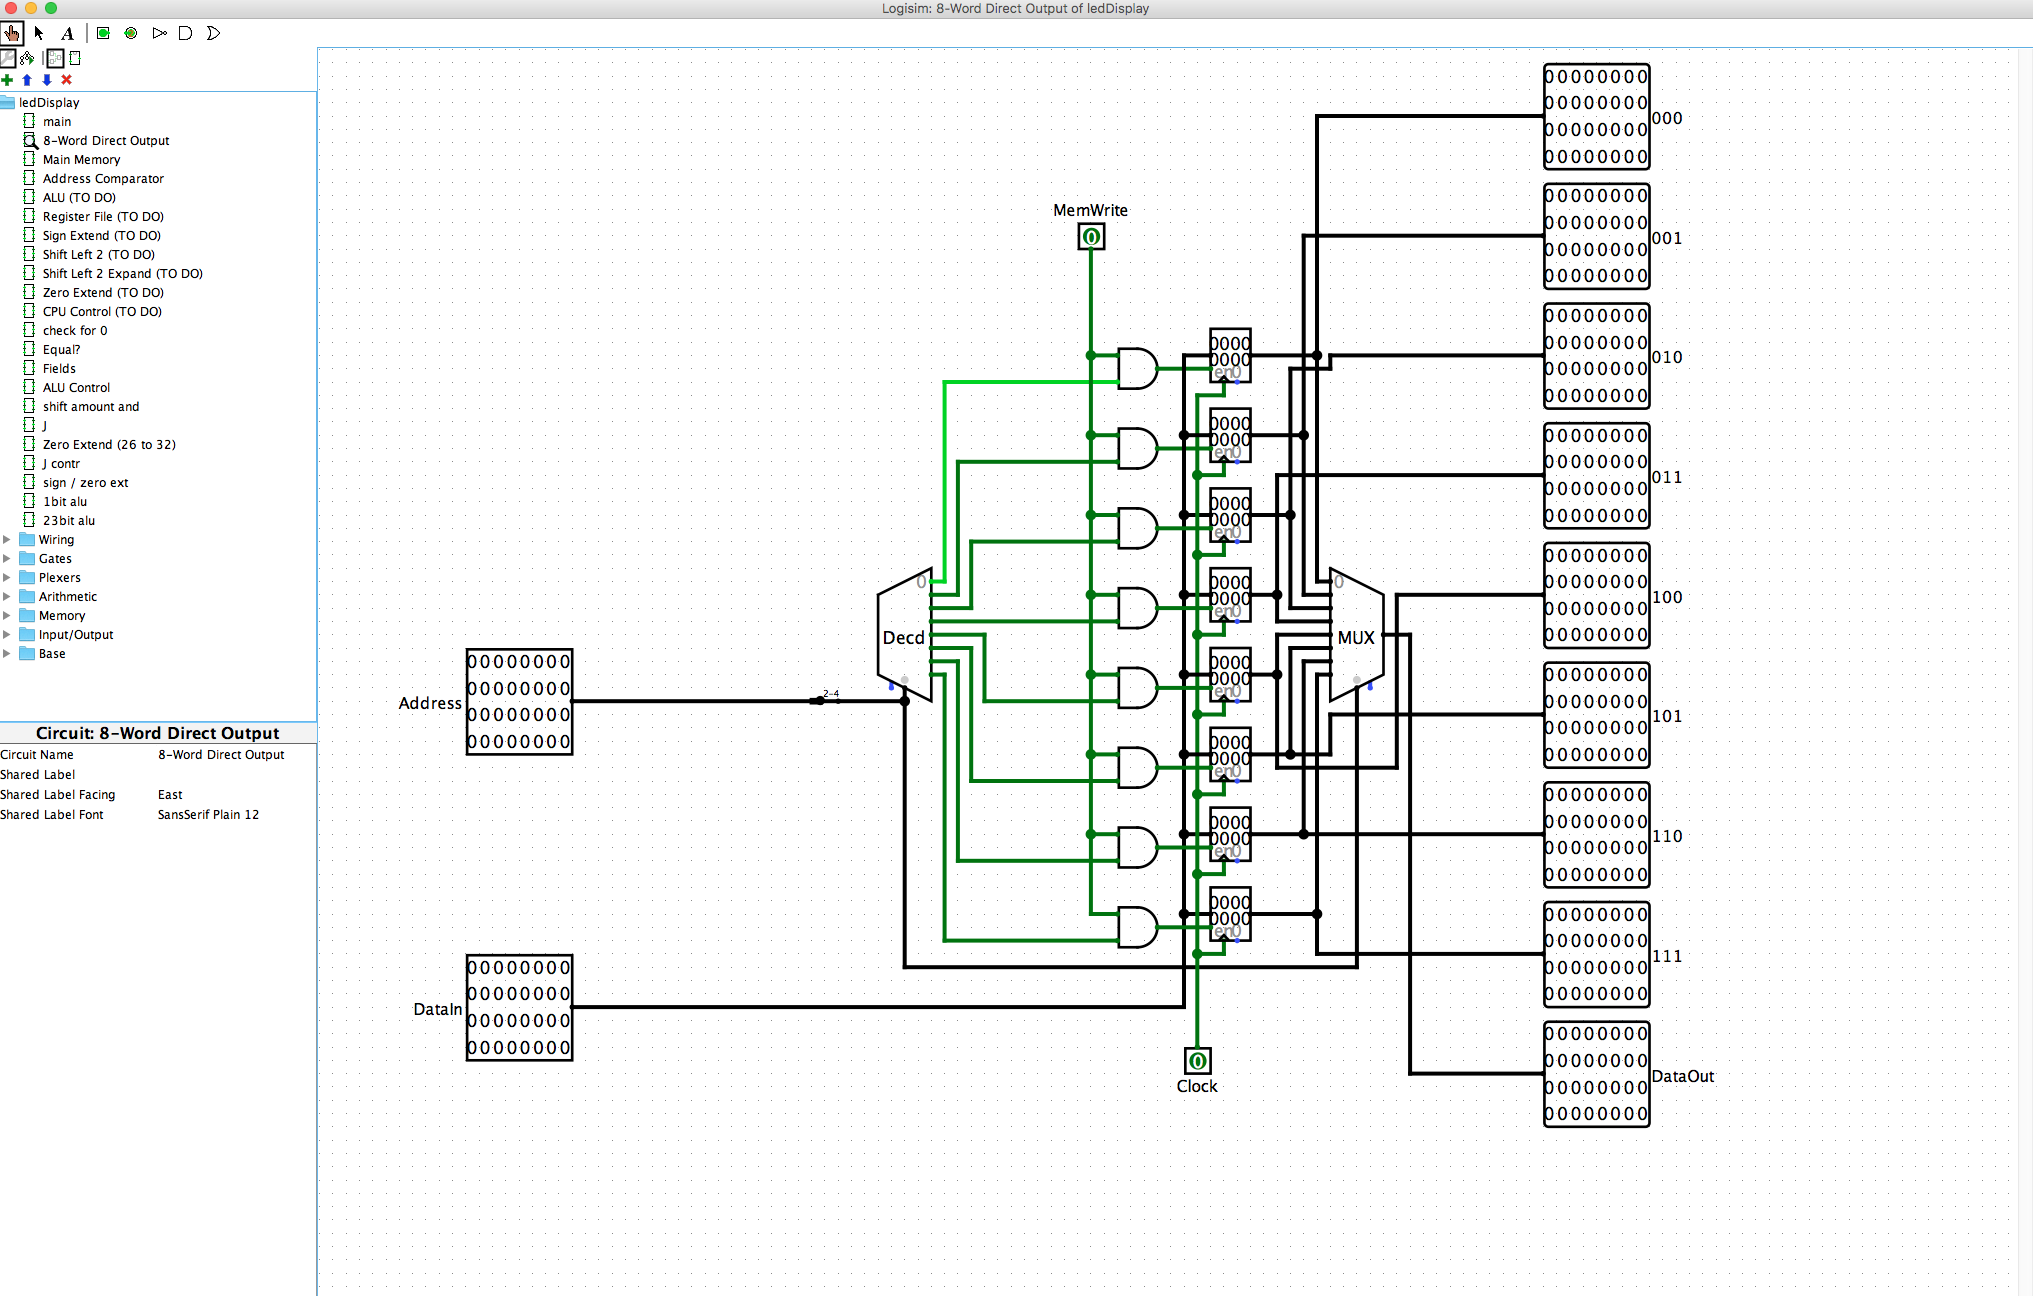 Logisim: 8-Word Direct Output of ledDisplay
A
ledDisplay
main
8-Word Direct Output
Main Memory
Address Comparator
ALU (TO DO)
Register File (TO DO)
Sign Extend (TO DO)
Shift Left 2 (TO DO)
Shift Left 2 Expand (TO DO)
Zero Extend (TO DO)
CPU Control (TO DO)
check for 0
Equal?
Fields
ALU Control
shift amount and
J
Zero Extend (26 to 32)
J contr
sign / zero ext
1bit alu
23bit alu
Wiring
Gates
Plexers
Arithmetic
Memory
Input/Output
Base
Circuit: 8-Word Direct Output
Circuit Name 8-Word Direct Output
Shared Label
Shared Label Facing East
Shared Label Font SansSerif Plain 12
Address
00000000
00000000
00000000
00000000
2-4
DataIn
00000000
00000000
00000000
00000000
0
Decd
MemWrite
0
0000
0000
en0
0000
0000
en0
0000
0000
en0
0000
0000
en0
0000
0000
en0
0000
0000
en0
0000
0000
en0
0000
0000
en0
0
Clock
0
MUX
00000000
00000000
00000000
00000000
000
00000000
00000000
00000000
00000000
001
00000000
00000000
00000000
00000000
010
00000000
00000000
00000000
00000000
011
00000000
00000000
00000000
00000000
100
00000000
00000000
00000000
00000000
101
00000000
00000000
00000000
00000000
110
00000000
00000000
00000000
00000000
111
00000000
00000000
00000000
00000000
DataOut